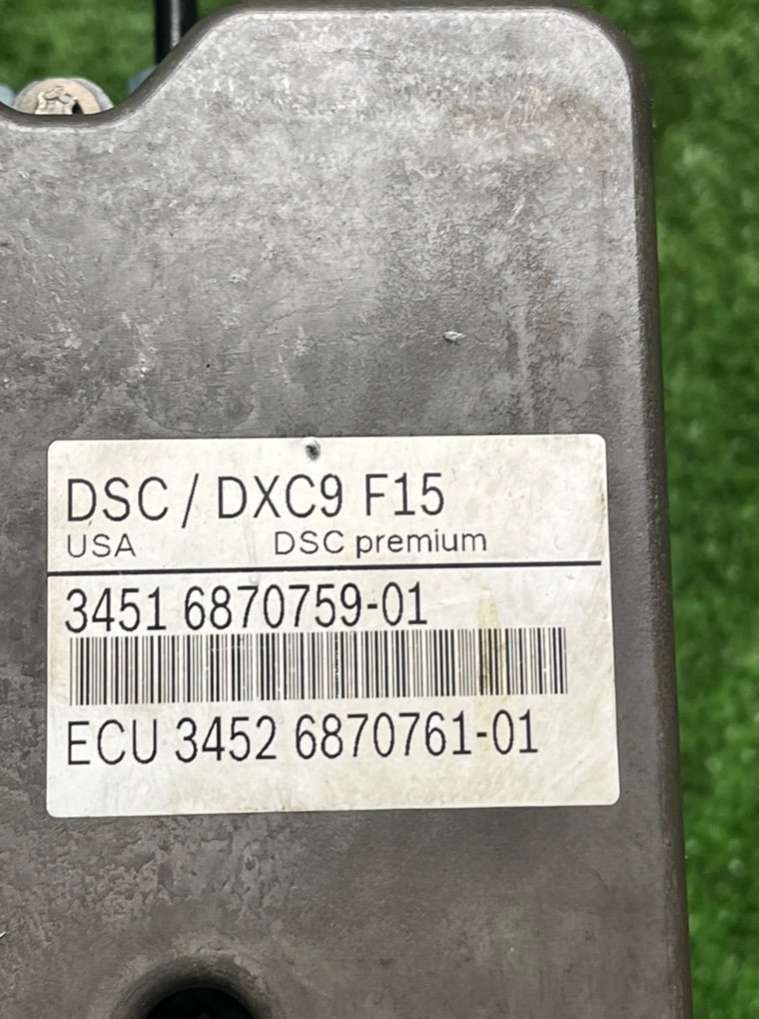 DSC / DXC9 F15
USA DSC premium
3451 6870759-01
ECU 3452 6870761-01